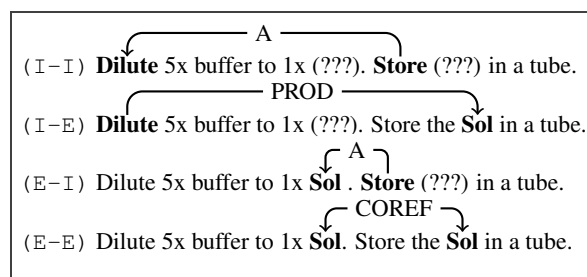 A
(I-I) Dilute 5x buffer to 1x (???). Store (???) in a tube.
PROD
(I-E) Dilute 5x buffer to 1x (???). Store the Sol in a tube.
A
(E-I) Dilute 5x buffer to 1x Sol . Store (???) in a tube.
COREF
(E-E) Dilute 5x buffer to 1x Sol. Store the Sol in a tube.